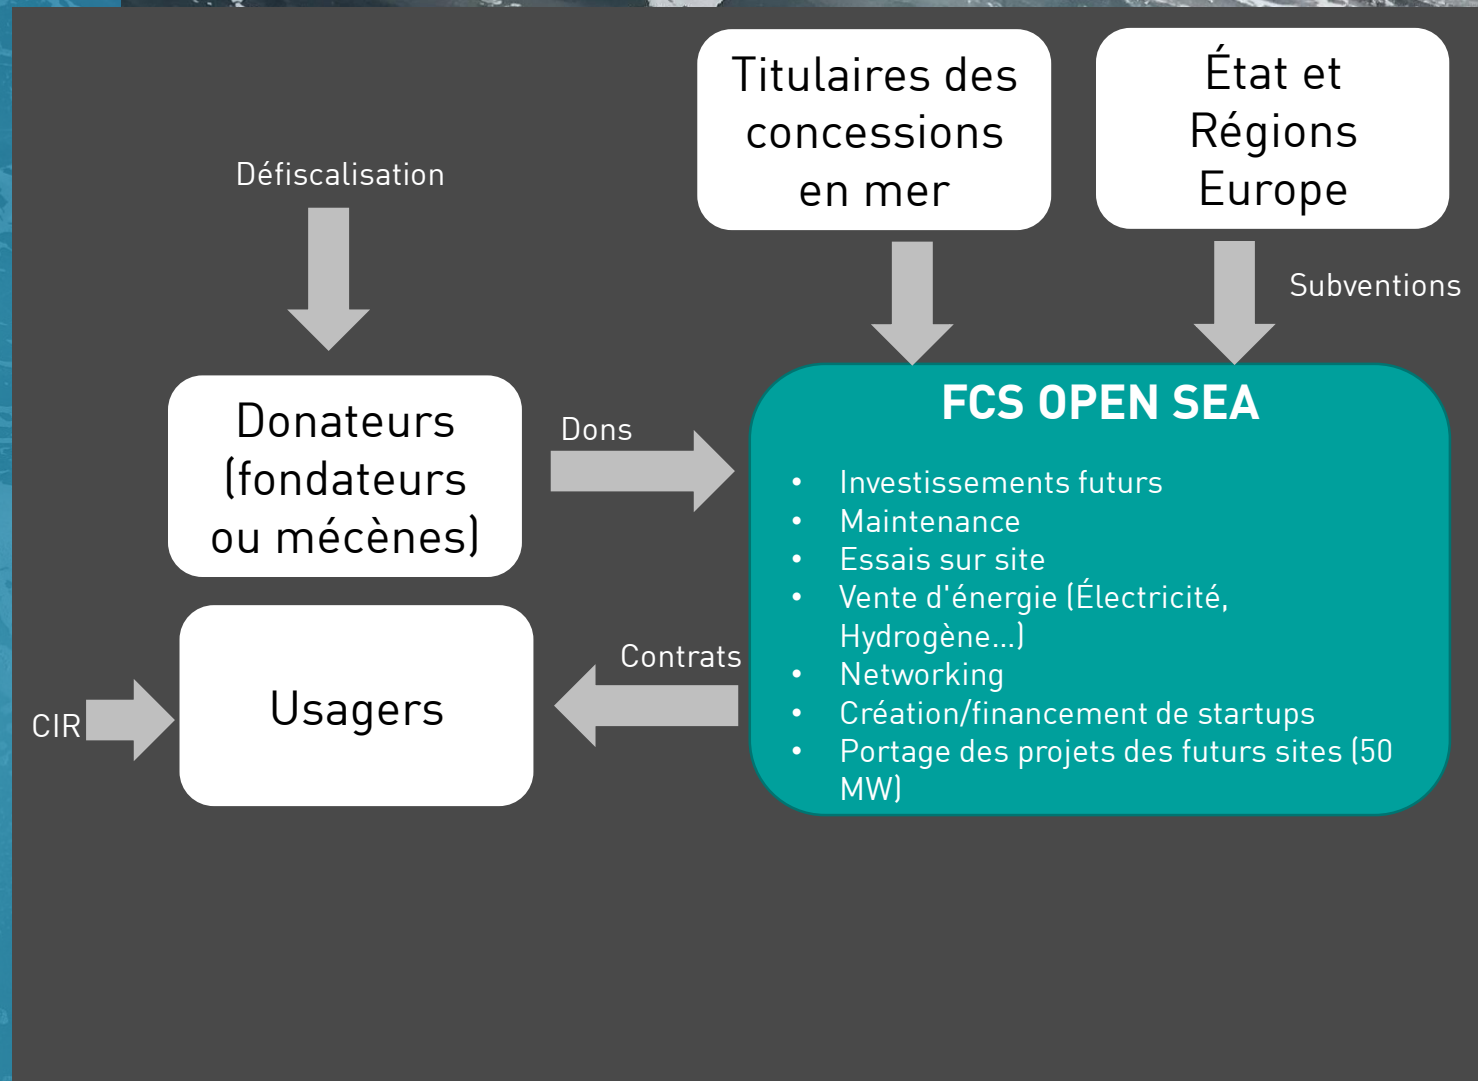 Titulaires des
concessions
en mer
État et
Régions
Europe
Défiscalisation
Subventions
Donateurs
(fondateurs
ou mécènes)
Dons
FCS OPEN SEA
• Investissements futurs
• Maintenance
• Essais sur site
• Vente d'énergie (Électricité,
Hydrogène...)
• Networking
• Création/financement de startups
• Portage des projets des futurs sites (50
MW)
Contrats
CIR
Usagers